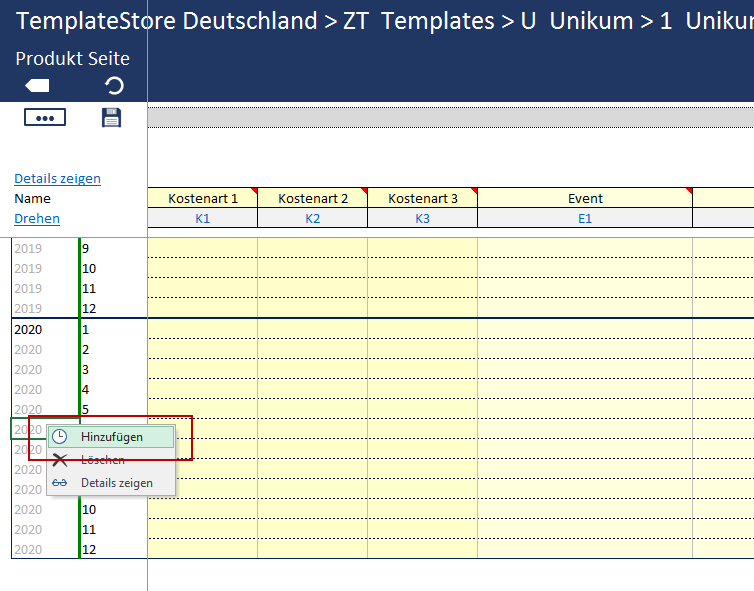 TemplateStore Deutschland > ZT Templates > U Unikum > 1 Unikum
Produkt Seite
Details zeigen
Name Kostenart 1 Kostenart 2 Kostenart 3 Event
Drehen K1 K2 K3 E1
2019 9
2019 10
2019 11
2019 12
2020 1
2020 2
2020 3
2020 4
2020 5
2020
Hinzufügen
2020
Löschen
2020
Details zeigen
2020
2020 10
2020 11
2020 12